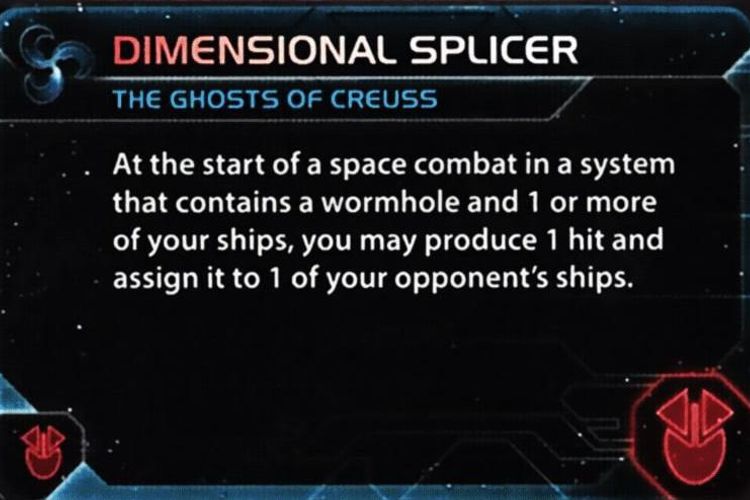 DIMENSIONAL SPLICER
THE GHOSTS OF CREUSS
At the start of a space combat in a system
that contains a wormhole and 1 or more
of your ships, you may produce 1 hit and
assign it to 1 of your opponent's ships.